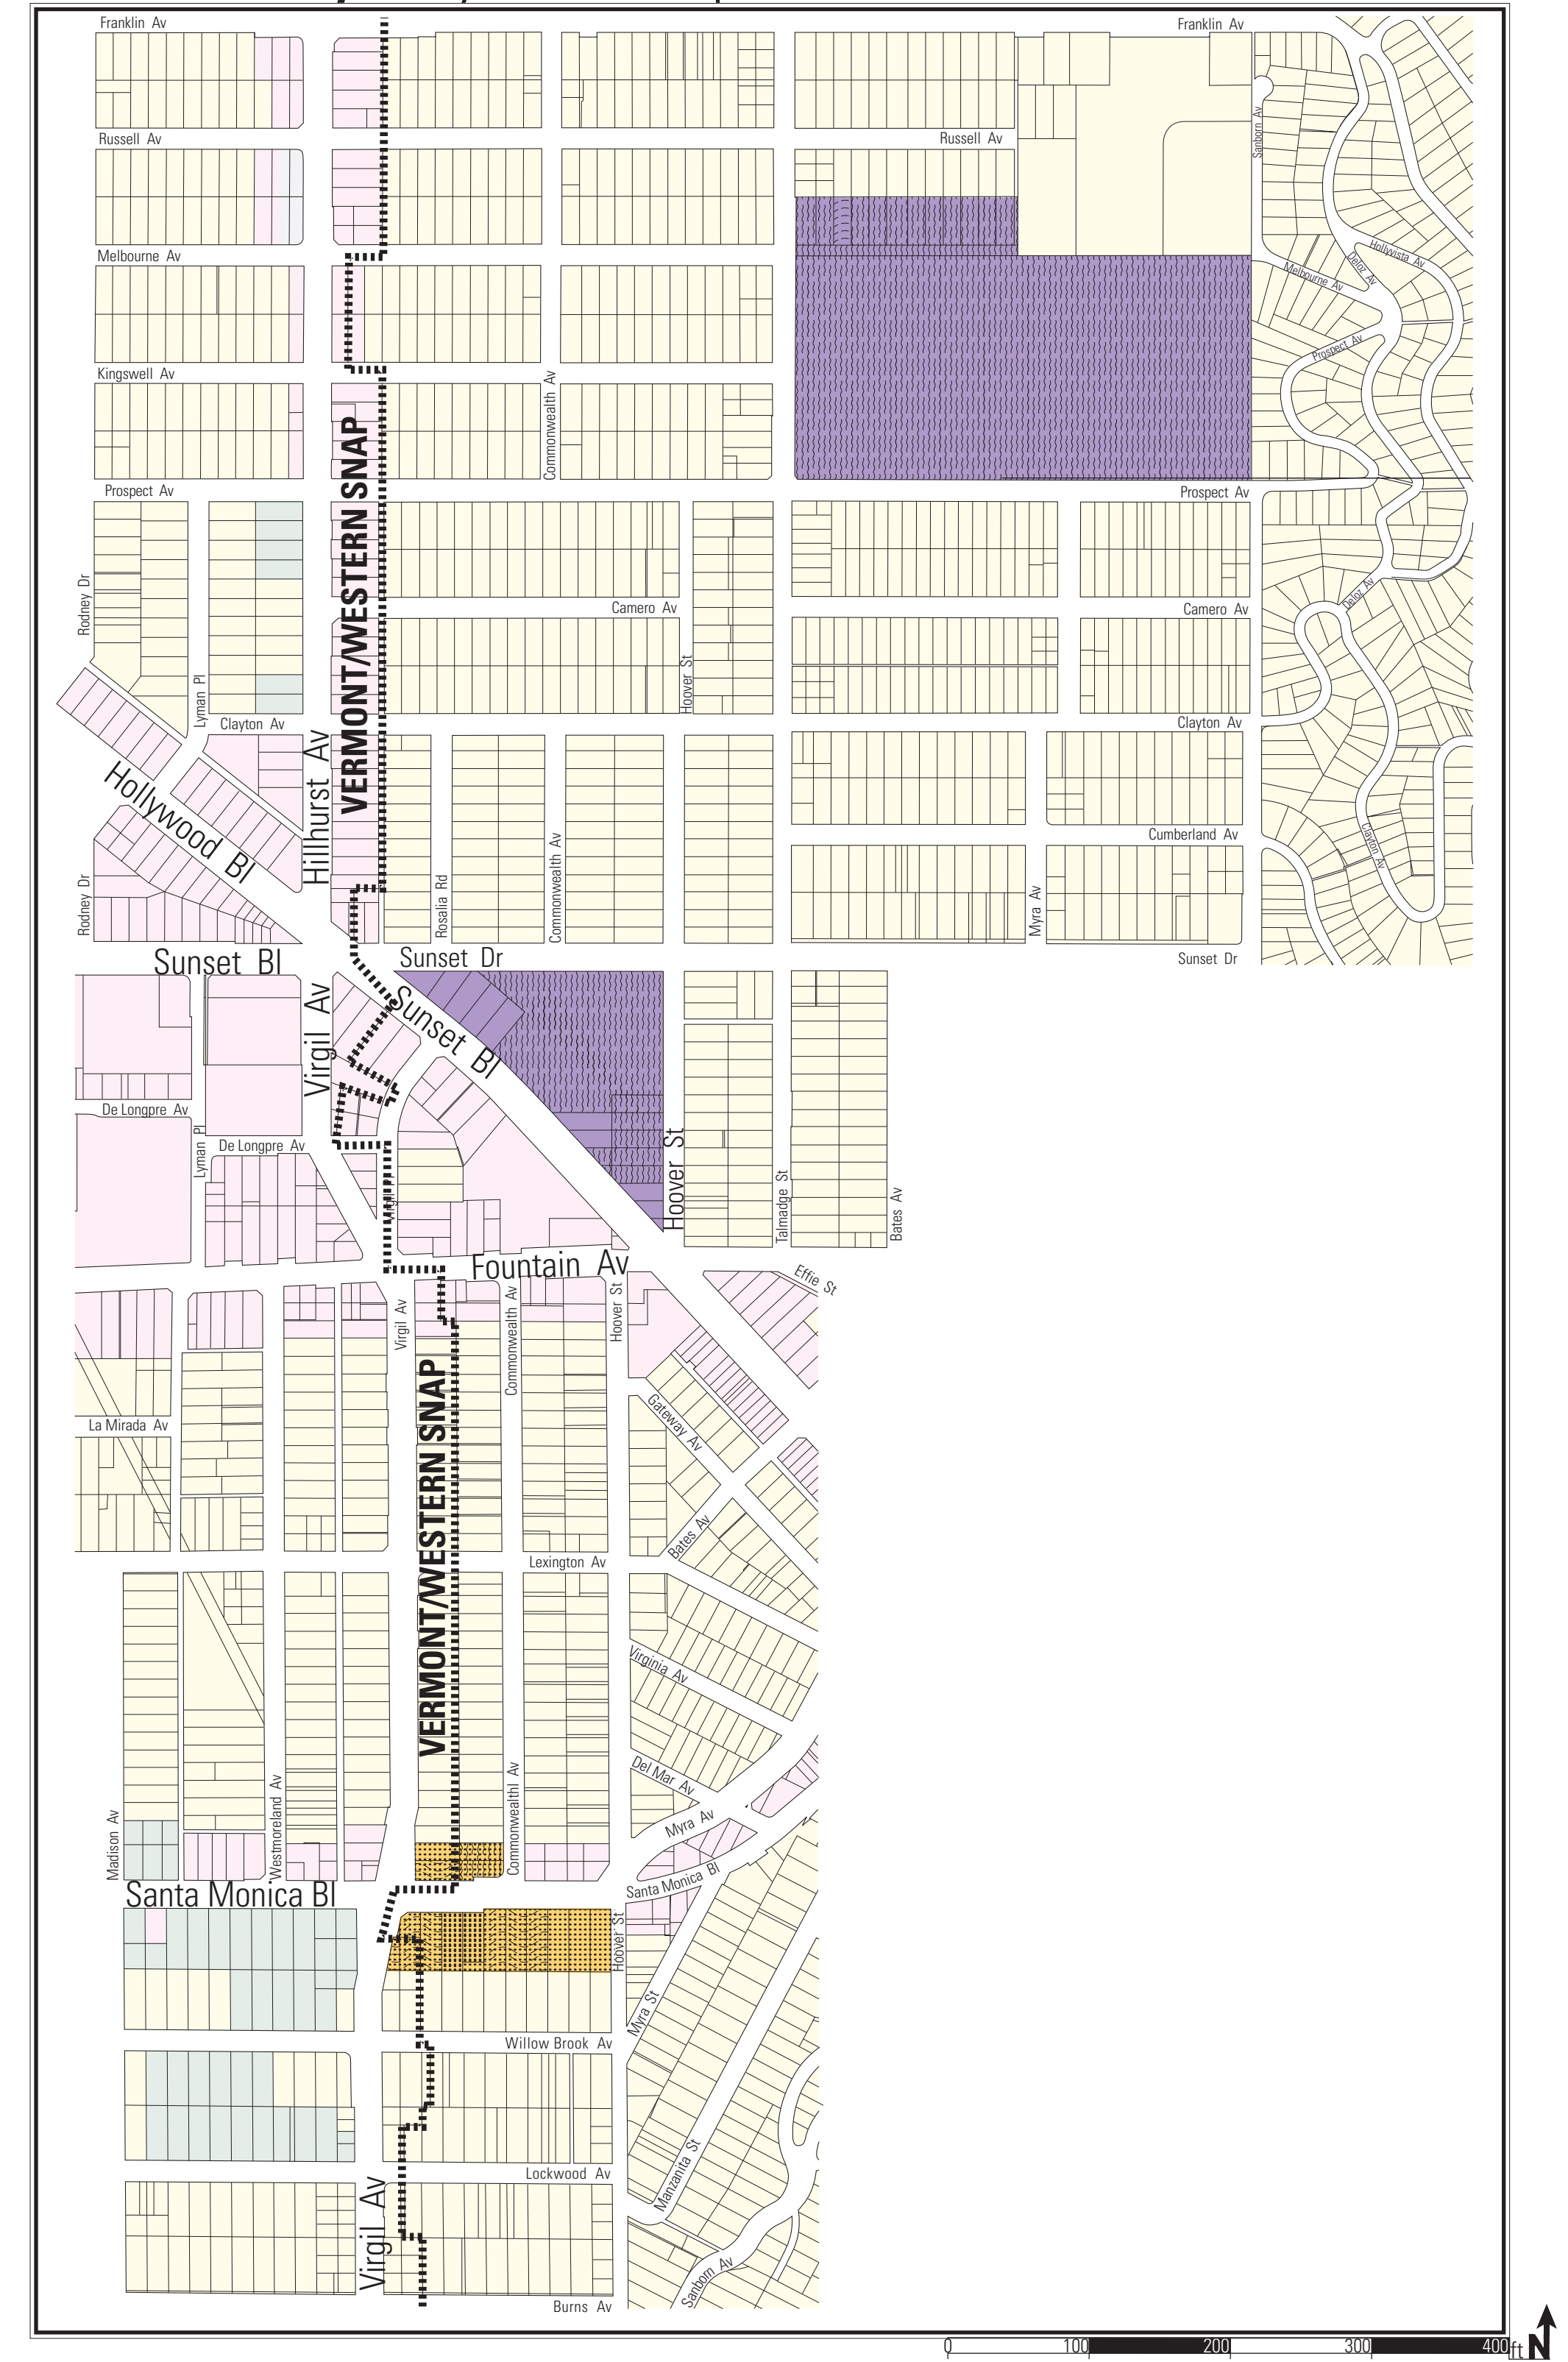 Franklin Av
Franklin Av
Russell Av
Russell Av
Sanborn Av
Melbourne Av
Hollyvista Av
Deloz Av
Melbourne Av
Prospect Av
Kingswell Av
Commonwealth Av
VERMONT/WESTERN SNAP
Prospect Av
Prospect Av
Rodney Dr
Camero Av
Camero Av
Deloz Av
Lyman Pl
Hoover St
Clayton Av
Clayton Av
Hollywood Bl
Hillhurst Av
Cumberland Av
Clayton Av
Rodney Dr
Rosalia Rd
Commonwealth Av
Myra Av
Sunset Bl
Sunset Dr
Sunset Dr
Virgil Av
Sunset Bl
De Longpre Av
Lyman Pl
De Longpre Av
Hoover St
Talmadge St
Bates Av
Fountain Av
Effie St
Virgil Av
Commonwealth Av
Hoover St
La Mirada Av
Gateway Av
VERMONT/WESTERN SNAP
Bates Av
Lexington Av
Virginia Av
Del Mar Av
Madison Av
Westmoreland Av
Commonwealthl Av
Myra Av
Santa Monica Bl
Santa Monica Bl
Hoover St
Myra St
Willow Brook Av
Manzanita St
Lockwood Av
Virgil Av
Sanborn Av
Burns Av
0 100 200 300 400 ft N